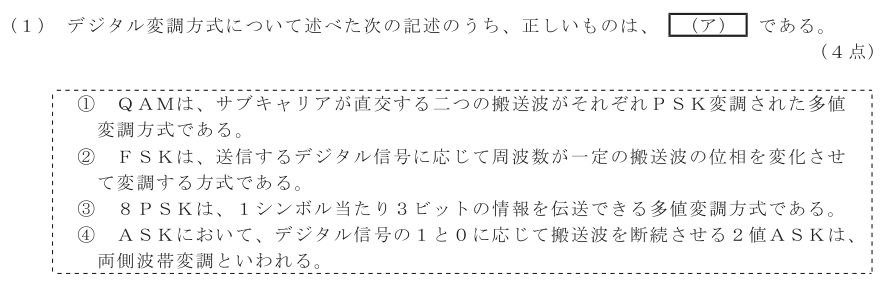 (１)　デジタル変調方式について述べた次の記述のうち、正しいものは、　(ア)　である。
(４点)
①　ＱＡＭは、サブキャリアが直交する二つの搬送波がそれぞれＰＳＫ変調された多値
変調方式である。
②　ＦＳＫは、送信するデジタル信号に応じて周波数が一定の搬送波の位相を変化させ
て変調する方式である。
③　８ＰＳＫは、１シンボル当たり３ビットの情報を伝送できる多値変調方式である。
④　ＡＳＫにおいて、デジタル信号の１と０に応じて搬送波を断続させる２値ＡＳＫは、
両側波帯変調といわれる。